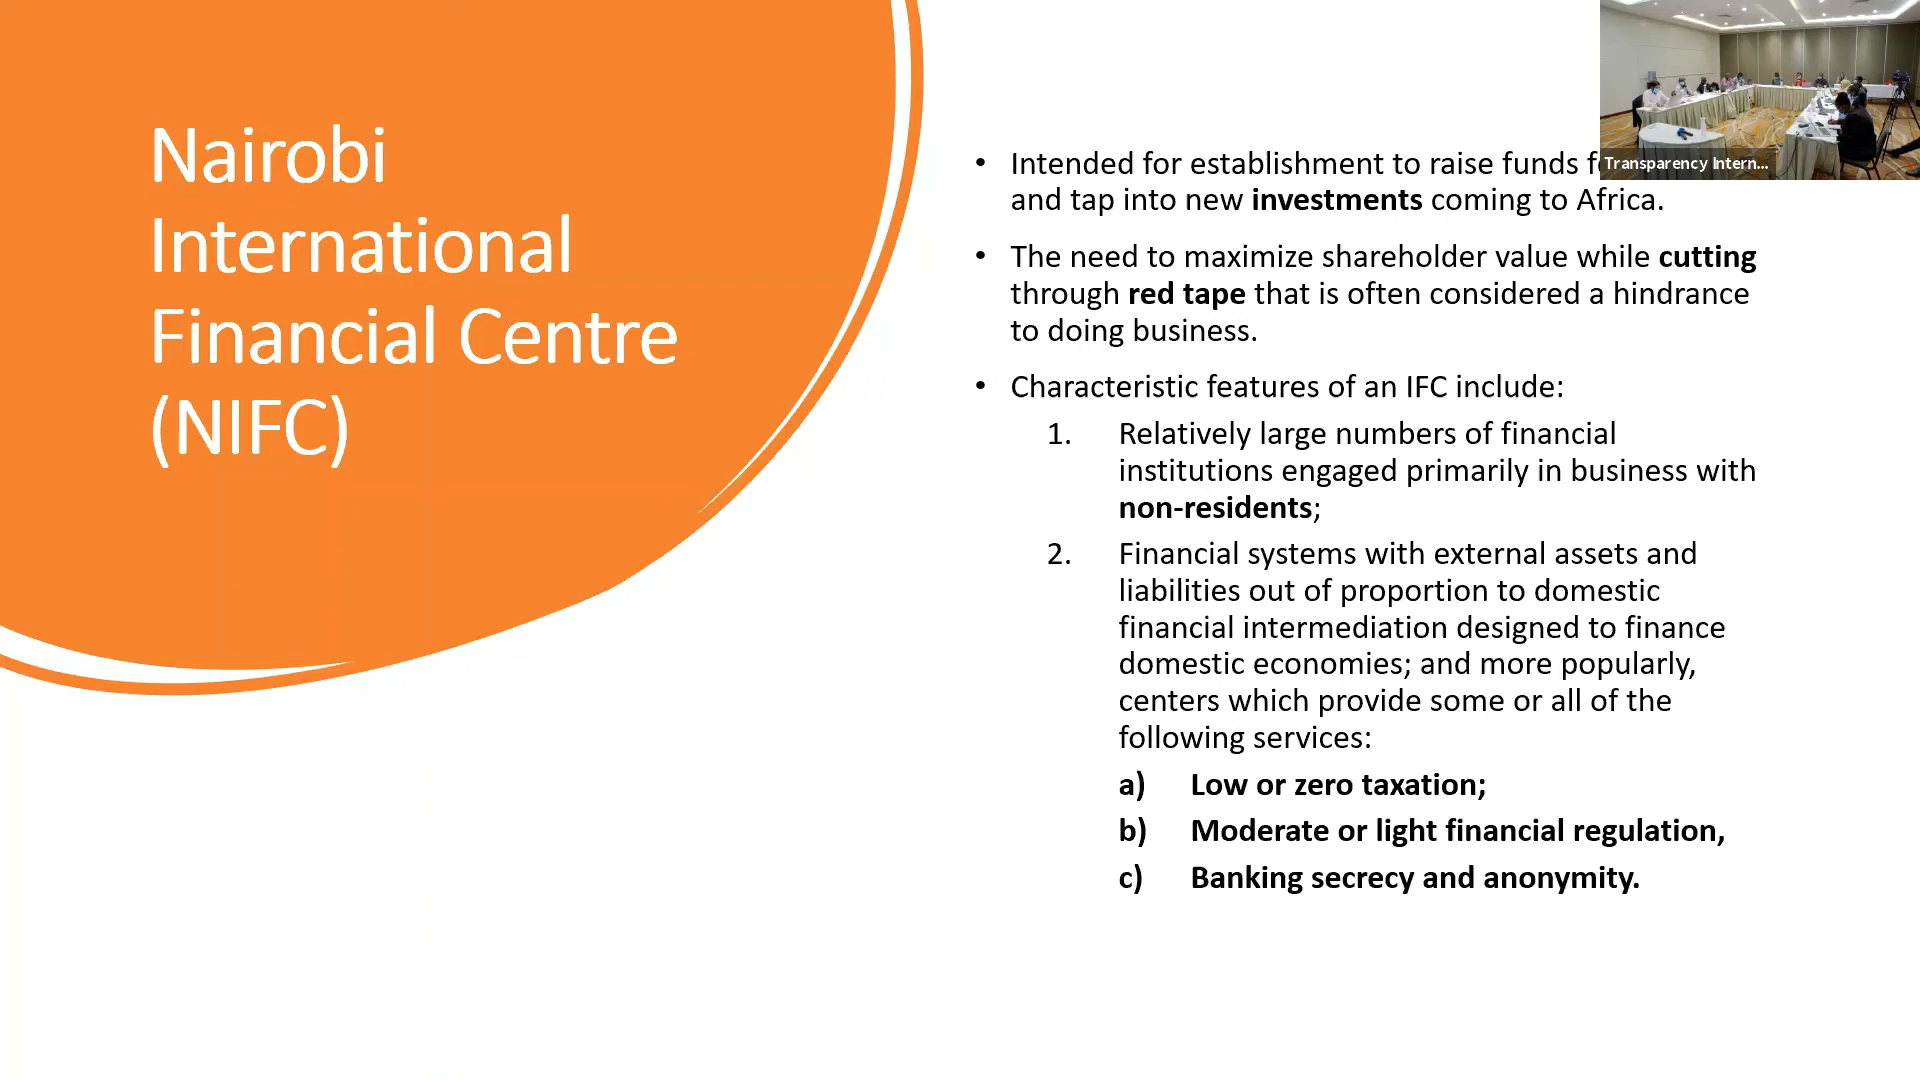 Nairobi
International
Financial Centre
(NIFC)
• Intended for establishment to raise funds
and tap into new investments coming to Africa.
• The need to maximize shareholder value while cutting
through red tape that is often considered a hindrance
to doing business.
• Characteristic features of an IFC include:
1. Relatively large numbers of financial
institutions engaged primarily in business with
non-residents;
2. Financial systems with external assets and
liabilities out of proportion to domestic
financial intermediation designed to finance
domestic economies; and more popularly,
centers which provide some or all of the
following services:
a) Low or zero taxation;
b) Moderate or light financial regulation,
c) Banking secrecy and anonymity.
Transparency Intern...